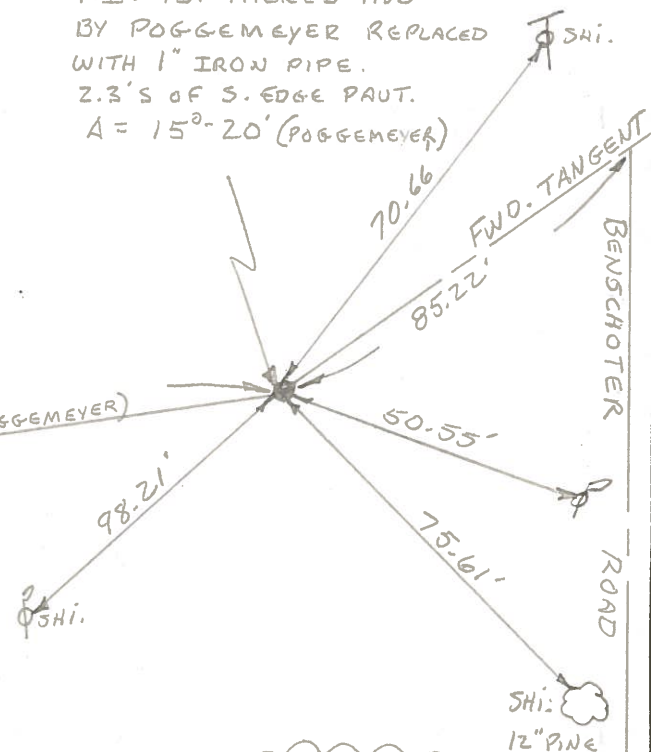 BY POGGEMEYER REPLACED
WITH 1" IRON PIPE.
2.3'S OF S. EDGE PAVT.
Δ = 15°-20' (POGGEMEYER)
SHI.
70.66
FWD. TANGENT
85.22'
BENSCHOTER
ROAD
GGEMEYER)
50.55'
98.21'
75.61'
SHI.
SHI.
12" PINE